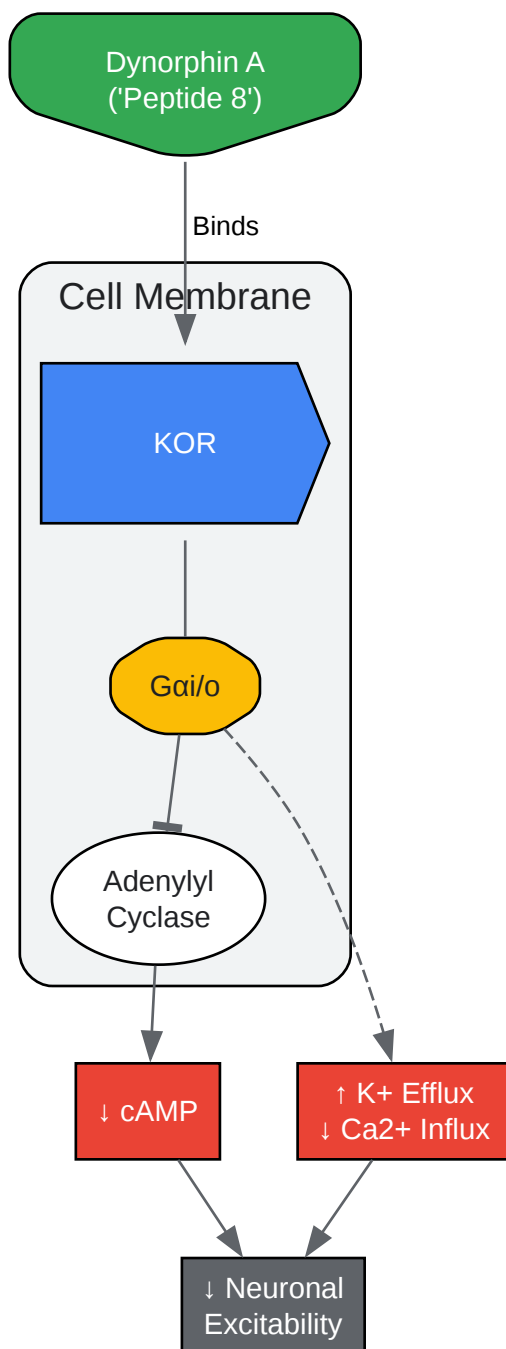 Dynorphin A
('Peptide 8')
Binds
Cell Membrane
KOR
Gαi/o
Adenylyl
Cyclase
↓ cAMP
↑ K+ Efflux
↓ Ca2+ Influx
↓ Neuronal
Excitability